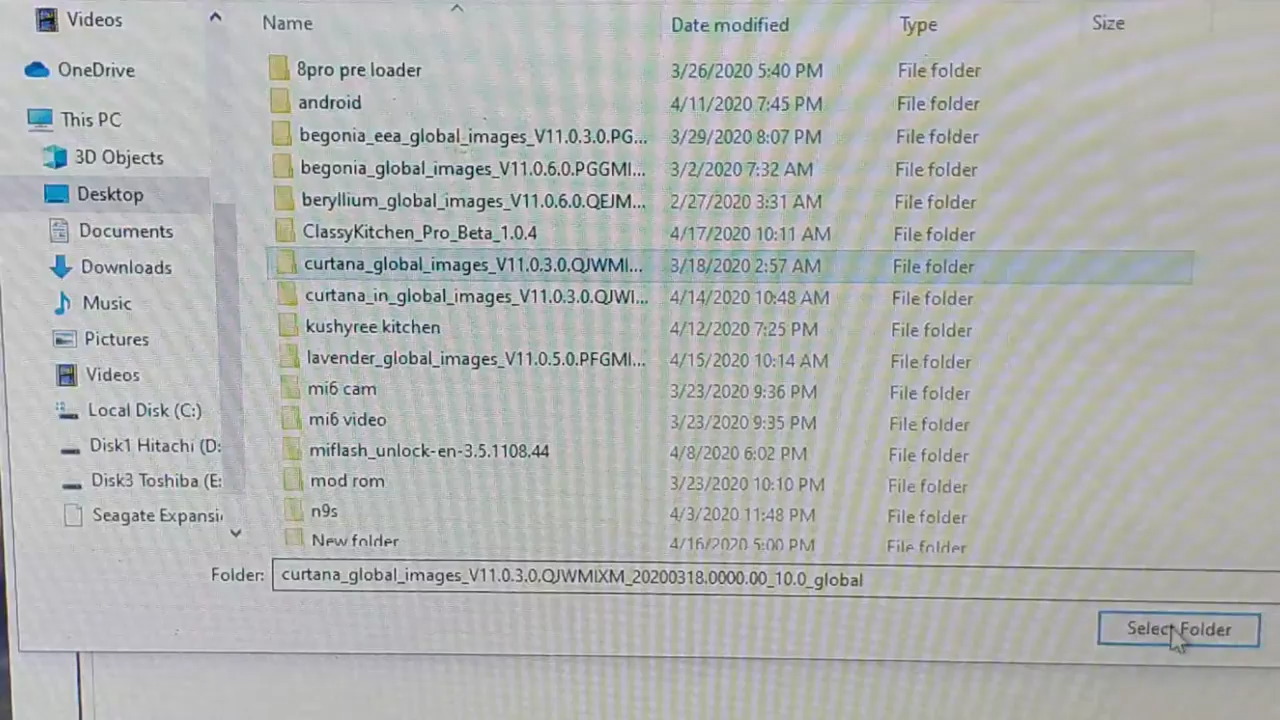 Videos
OneDrive
This PC
3D Objects
Desktop
Documents
Downloads
Music
Pictures
Videos
Local Disk (C:)
Disk1 Hitachi (D:
Disk3 Toshiba (E:
Seagate Expansi
Name Date modified Type Size
8pro pre loader 3/26/2020 5:40 PM File folder
android 4/11/2020 7:45 PM File folder
begonia_eea_global_images_V11.0.3.0.PG... 3/29/2020 8:07 PM File folder
begonia_global_images_V11.0.6.0.PGGMI... 3/2/2020 7:32 AM File folder
beryllium_global_images_V11.0.6.0.QEJM... 2/27/2020 3:31 AM File folder
ClassyKitchen_Pro_Beta_1.0.4 4/17/2020 10:11 AM File folder
curtana_global_images_V11.0.3.0.QJWMI... 3/18/2020 2:57 AM File folder
curtana_in_global_images_V11.0.3.0.QJWI... 4/14/2020 10:48 AM File folder
kushyree kitchen 4/12/2020 7:25 PM File folder
lavender_global_images_V11.0.5.0.PFGMI... 4/15/2020 10:14 AM File folder
mi6 cam 3/23/2020 9:36 PM File folder
mi6 video 3/23/2020 9:35 PM File folder
miflash_unlock-en-3.5.1108.44 4/8/2020 6:02 PM File folder
mod rom 3/23/2020 10:10 PM File folder
n9s 4/3/2020 11:48 PM File folder
New folder 4/16/2020 5:00 PM File folder
Folder: curtana_global_images_V11.0.3.0.QJWMIXM_20200318.0000.00_10.0_global
Select Folder